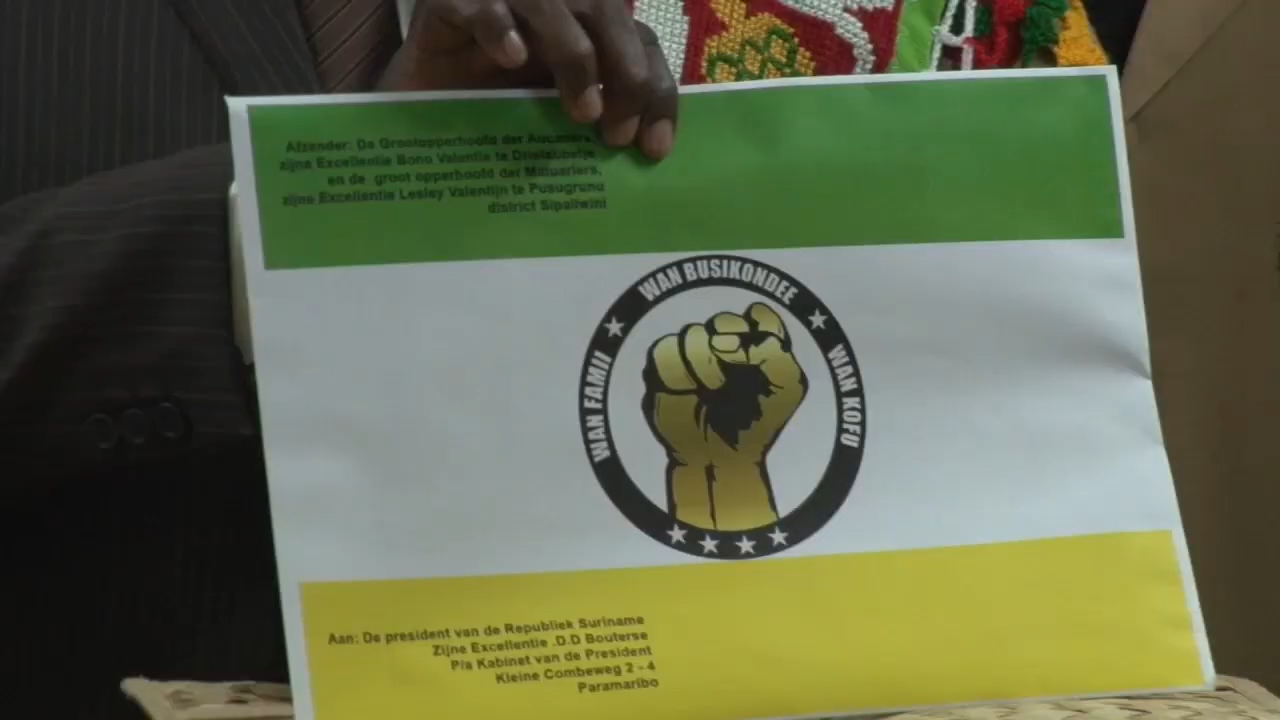 Afzender: De Grootopperhoofd der Aucaners,
zijne Excellentie Bono Valentie te Drietabbetje
en de groot opperhoofd der Matuariers,
zijne Excellentie Lesley Valentijn te Pusugrunu
district Sipaliwini
WAN BUSIKONDEE
WAN FAMII
WAN KOFU
Aan: De president van de Republiek Suriname
Zijne Excellentie .D.D Bouterse
P/a Kabinet van de President
Kleine Combeweg 2 - 4
Paramaribo